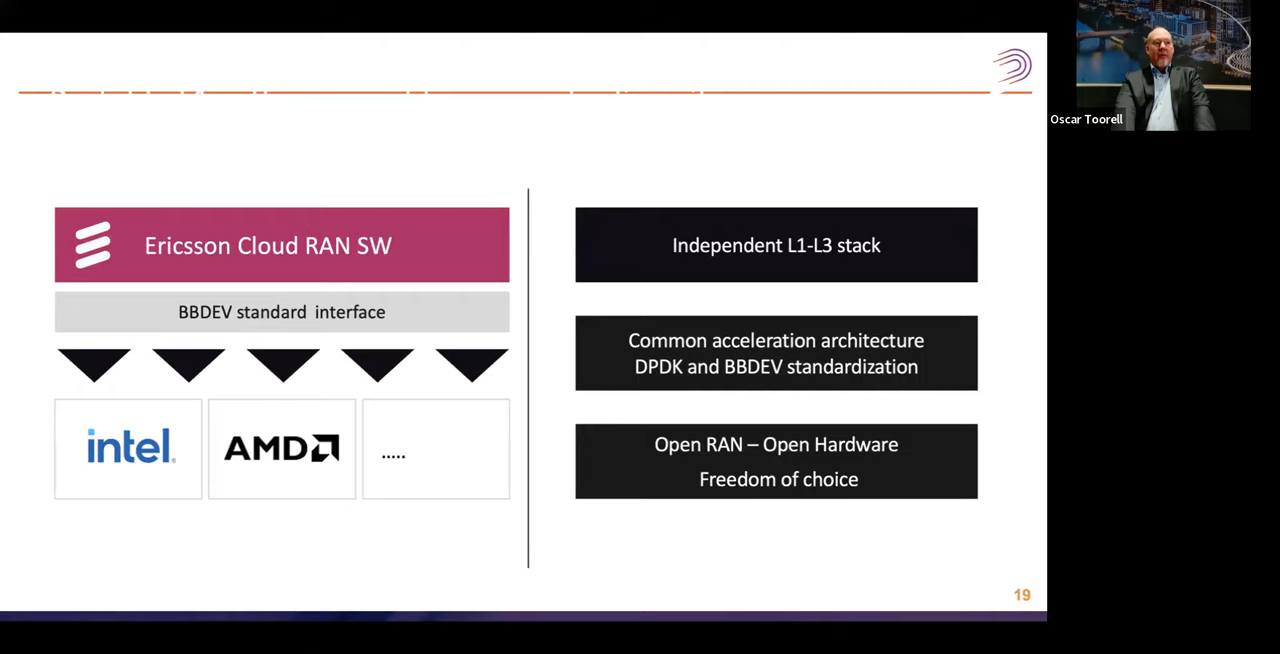 Oscar Toorell
Ericsson Cloud RAN SW
BBDEV standard interface
intel.
AMD
.....
Independent L1-L3 stack
Common acceleration architecture
DPDK and BBDEV standardization
Open RAN – Open Hardware
Freedom of choice
19